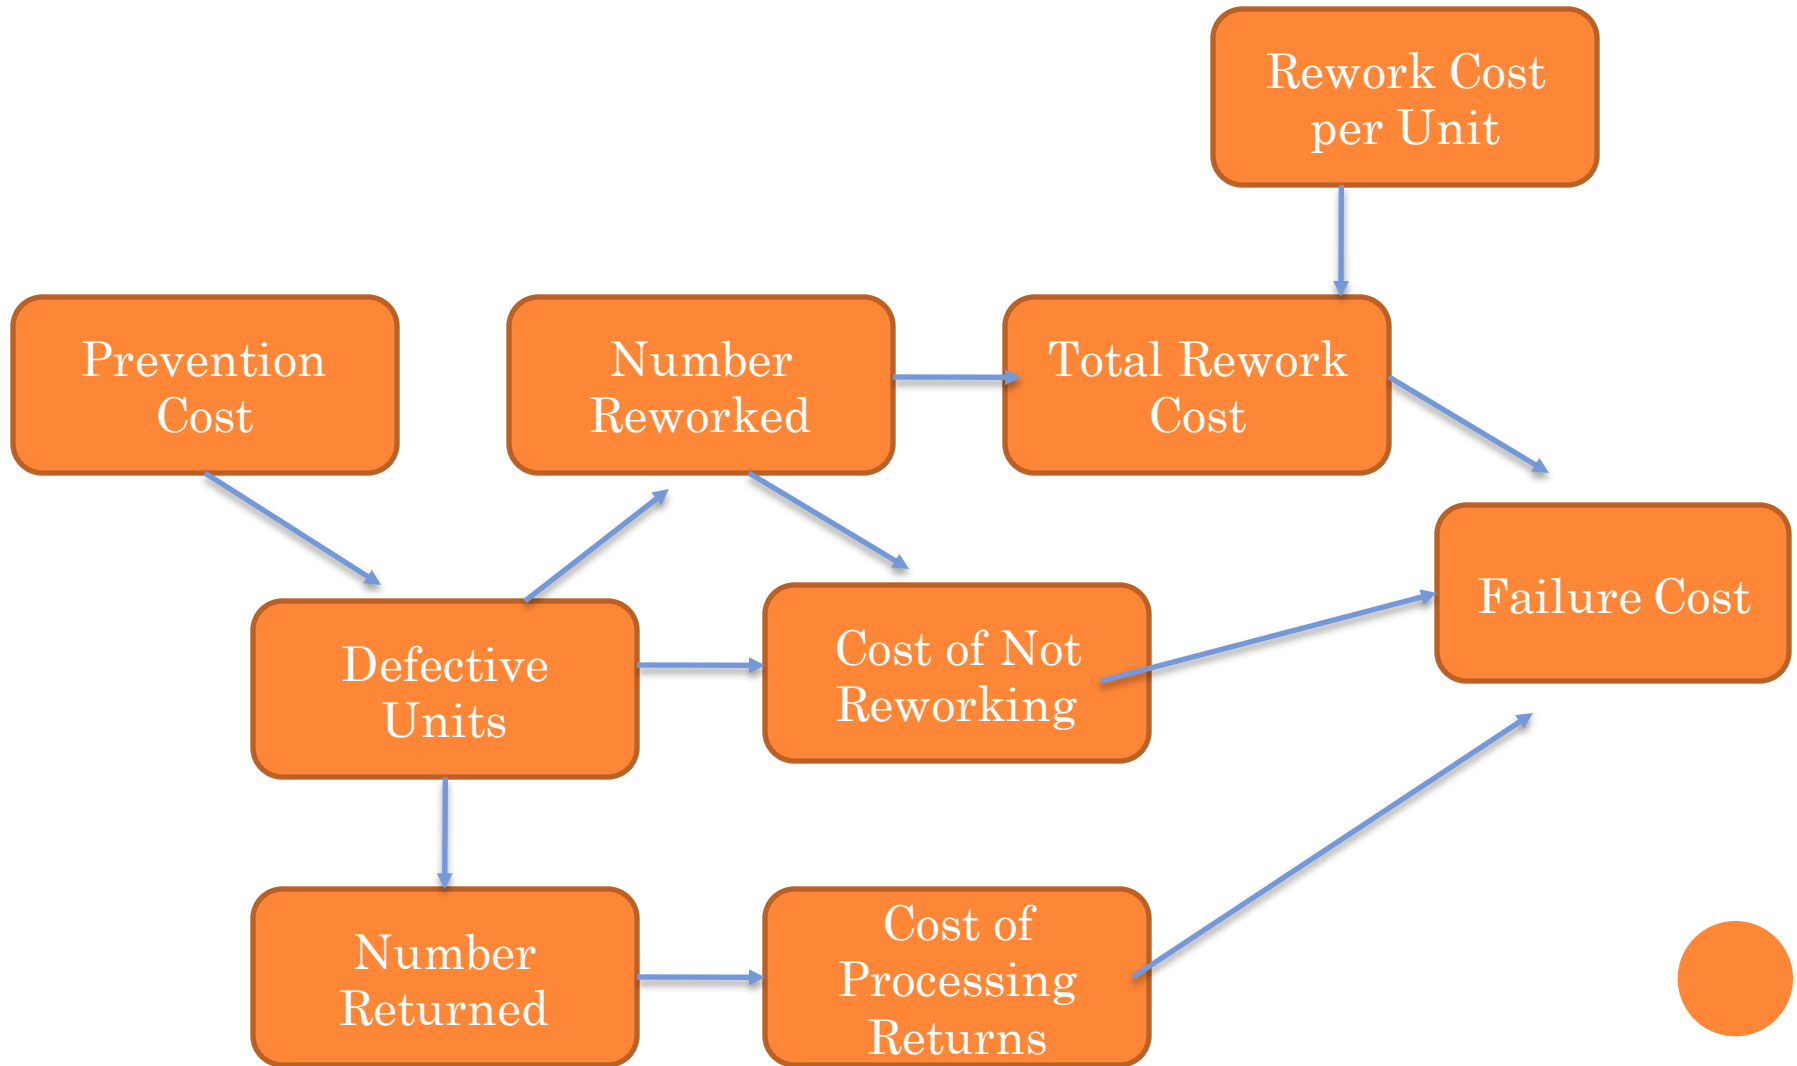 Rework Cost
per Unit
Prevention
Cost
Number
Reworked
Total Rework
Cost
Failure Cost
Defective
Units
Cost of Not
Reworking
Number
Returned
Cost of
Processing
Returns